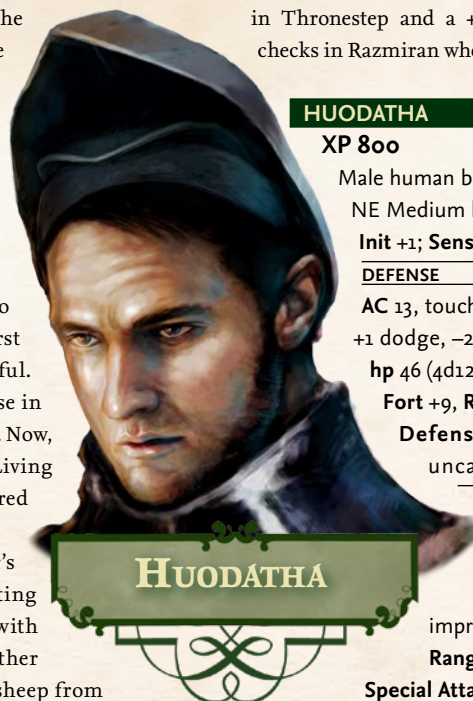 he
in Thronestep and a +
checks in Razmiran who
HUODATHA
XP 800
Male human b
NE Medium
Init +1; Sens
DEFENSE
AC 13, touch
+1 dodge, –2
hp 46 (4d12
Fort +9, R
Defens
unca
o
rst
ful.
se in
Now,
Living
red
's
ting
with
ther
sheep from
HUODATHA
impr
Rang
Special Atta